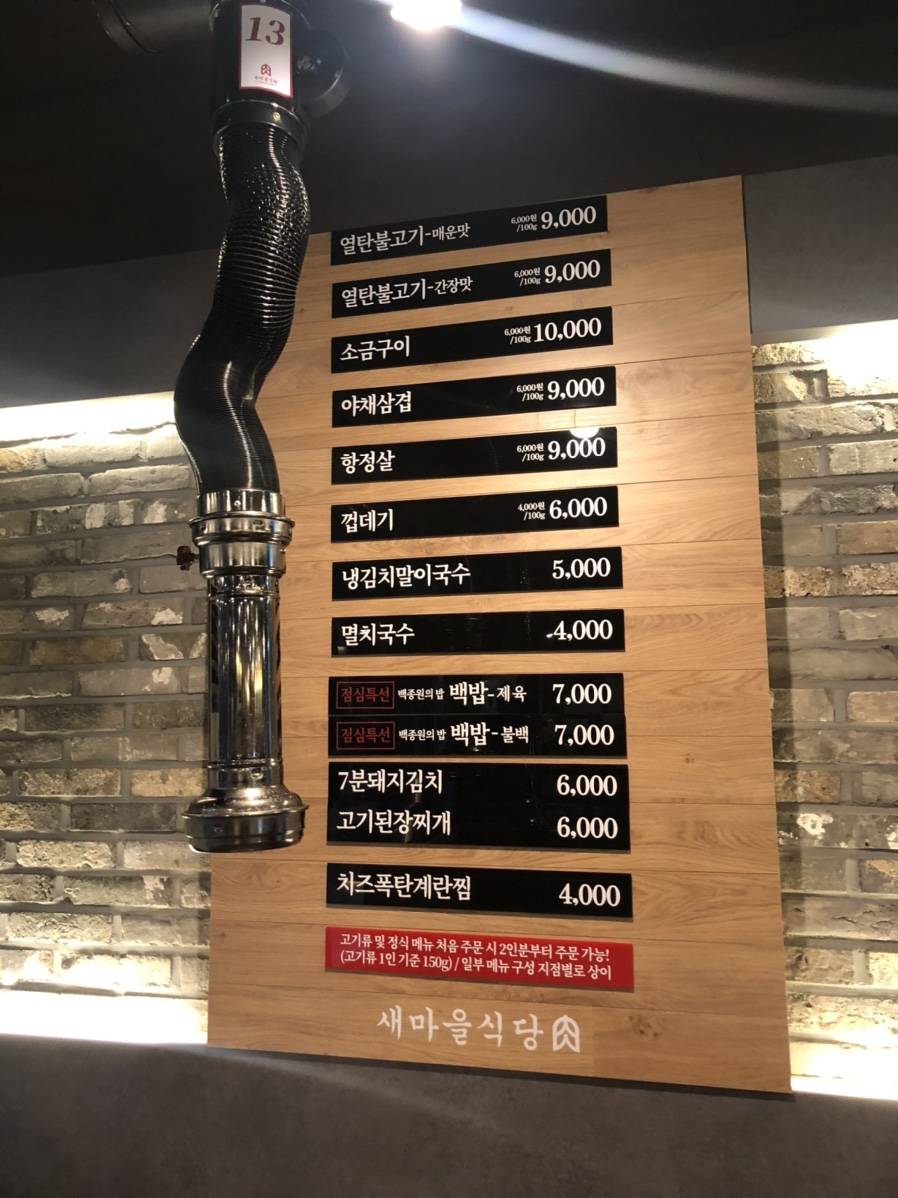 13
새마을식당
열탄불고기-매운맛 6,000원/100g 9,000
열탄불고기-간장맛 6,000원/100g 9,000
소금구이 6,000원/100g 10,000
야채삼겹 6,000원/100g 9,000
항정살 6,000원/100g 9,000
껍데기 4,000원/100g 6,000
냉김치말이국수 5,000
멸치국수 4,000
점심특선 백종원의 밥 백밥-제육 7,000
점심특선 백종원의 밥 백밥-불백 7,000
7분돼지김치 6,000
고기된장찌개 6,000
치즈폭탄계란찜 4,000
고기류 및 정식 메뉴 처음 주문 시 2인분부터 주문 가능!
(고기류 1인 기준 150g) / 일부 메뉴 구성 지점별로 상이
새마을식당